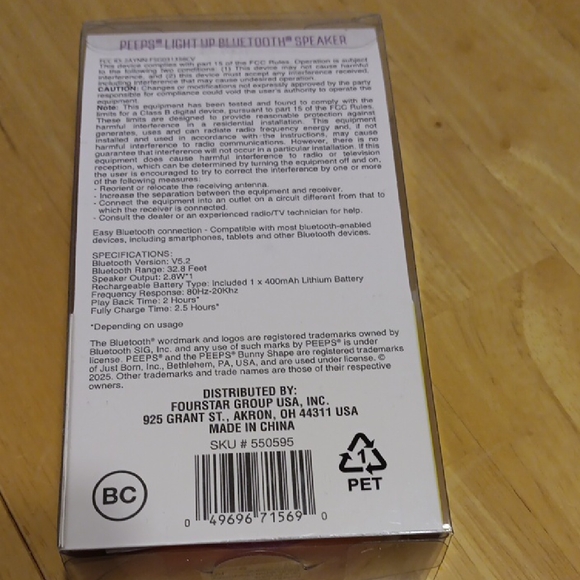 PEEPS® LIGHT UP BLUETOOTH® SPEAKER
This device complies with part 15 of the FCC Rules. Operation is subject
to the following two conditions: (1) This device may not cause harmful
interference, and (2) this device must accept any interference received,
including interference that may cause undesired operation.
CAUTION: Changes or modifications not expressly approved by the party
responsible for compliance could void the user's authority to operate the
equipment.
Note: This equipment has been tested and found to comply with the
limits for a Class B digital device, pursuant to part 15 of the FCC Rules.
These limits are designed to provide reasonable protection against
harmful interference in a residential installation. This equipment
generates, uses and can radiate radio frequency energy and, if not
installed and used in accordance with the instructions, may cause
harmful interference to radio communications. However, there is no
guarantee that interference will not occur in a particular installation. If this
equipment does cause harmful interference to radio or television
reception, which can be determined by turning the equipment off and on,
the user is encouraged to try to correct the interference by one or more
of the following measures:
- Reorient or relocate the receiving antenna.
- Increase the separation between the equipment and receiver.
- Connect the equipment into an outlet on a circuit different from that to
which the receiver is connected.
- Consult the dealer or an experienced radio/TV technician for help.
Easy Bluetooth connection - Compatible with most bluetooth-enabled
devices, including smartphones, tablets and other Bluetooth devices.
SPECIFICATIONS:
Bluetooth Version: V5.2
Bluetooth Range: 32.8 Feet
Speaker Output: 2.8W*1
Rechargeable Battery Type: Included 1 x 400mAh Lithium Battery
Frequency Response: 80Hz-20Khz
Play Back Time: 2 Hours*
Fully Charge Time: 2.5 Hours*
*Depending on usage
The Bluetooth® wordmark and logos are registered trademarks owned by
Bluetooth SIG, Inc. and any use of such marks by PEEPS® is under
license. PEEPS® and the PEEPS® Bunny Shape are registered trademarks
of Just Born, Inc., Bethlehem, PA, USA, and are used under license. ©
2025. Other trademarks and trade names are those of their respective
owners.
DISTRIBUTED BY:
FOURSTAR GROUP USA, INC.
925 GRANT ST., AKRON, OH 44311 USA
MADE IN CHINA
SKU # 550595
BC
0 49696 71569 0
1
PET